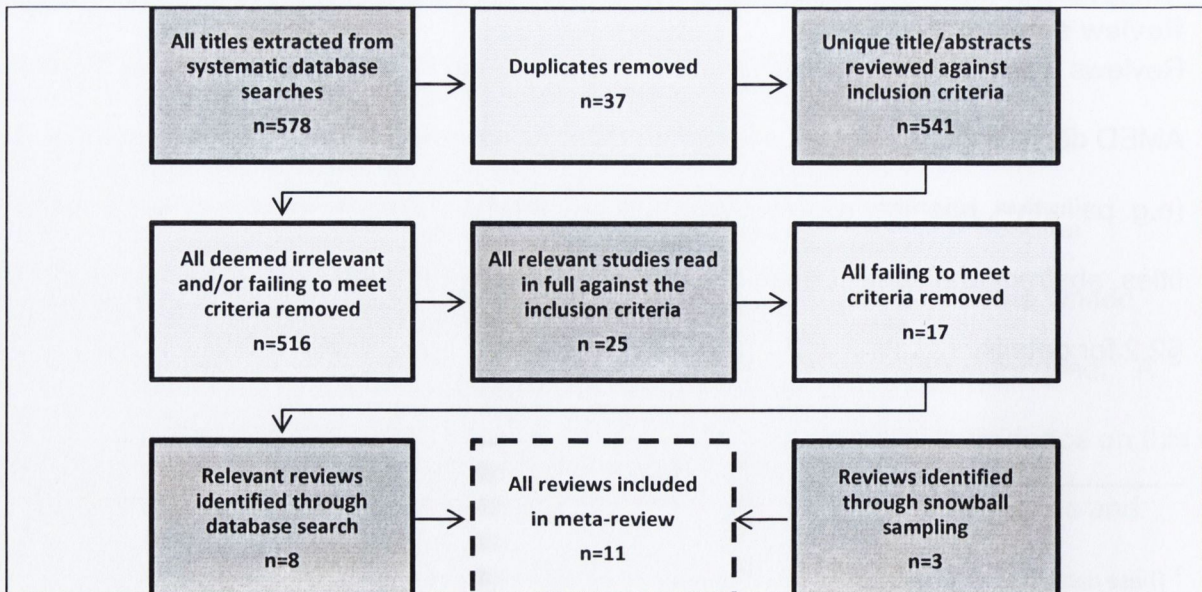 All titles extracted from
systematic database
searches
n=578
Duplicates removed
n=37
Unique title/abstracts
reviewed against
inclusion criteria
n=541
All deemed irrelevant
and/or failing to meet
criteria removed
n=516
All relevant studies read
in full against the
inclusion criteria
n =25
All failing to meet
criteria removed
n=17
Relevant reviews
identified through
database search
n=8
All reviews included
in meta-review
n=11
Reviews identified
through snowball
sampling
n=3